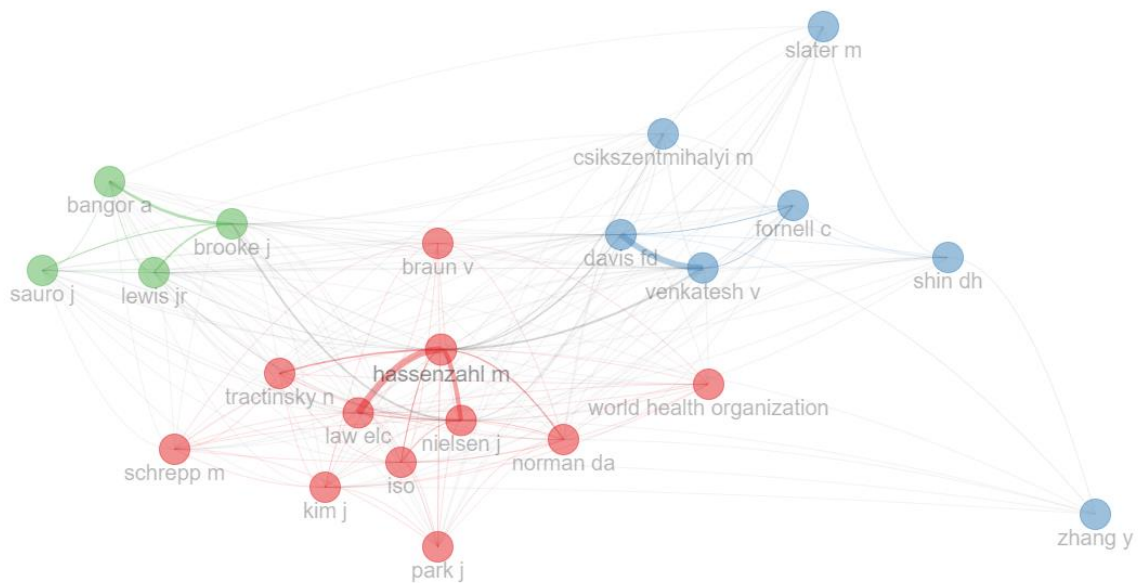 slater m
csikszentmihalyi m
bangor a
fornell c
brooke j
davis fd
braun v
shin dh
venkatesh v
sauro j
lewis jr
hassenzahl m
tractinsky n
world health organization
law elc
nielsen j
norman da
schrepp m
iso
kim j
zhang y
park j